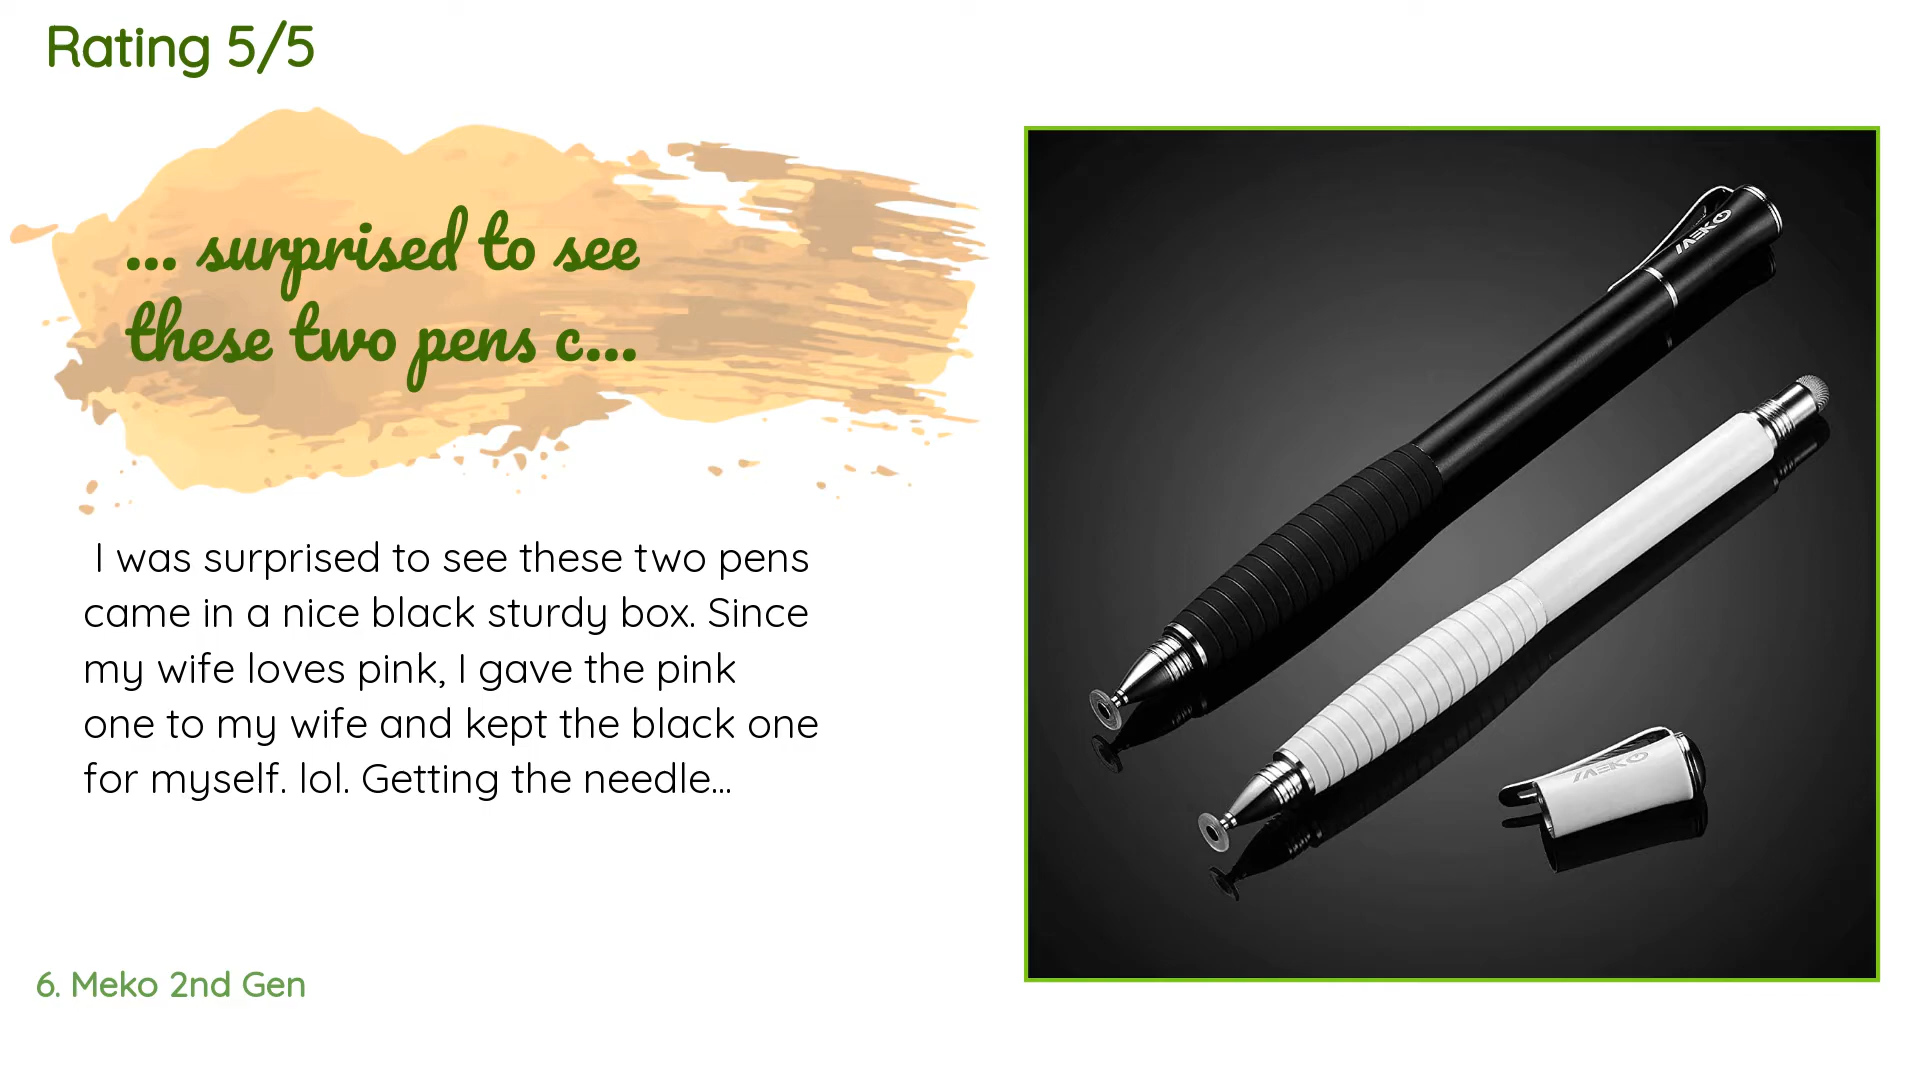 Rating 5/5
... surprised to see
these two pens c...
I was surprised to see these two pens
came in a nice black sturdy box. Since
my wife loves pink, I gave the pink
one to my wife and kept the black one
for myself. lol. Getting the needle...
6. Meko 2nd Gen
MEKO
MEKO